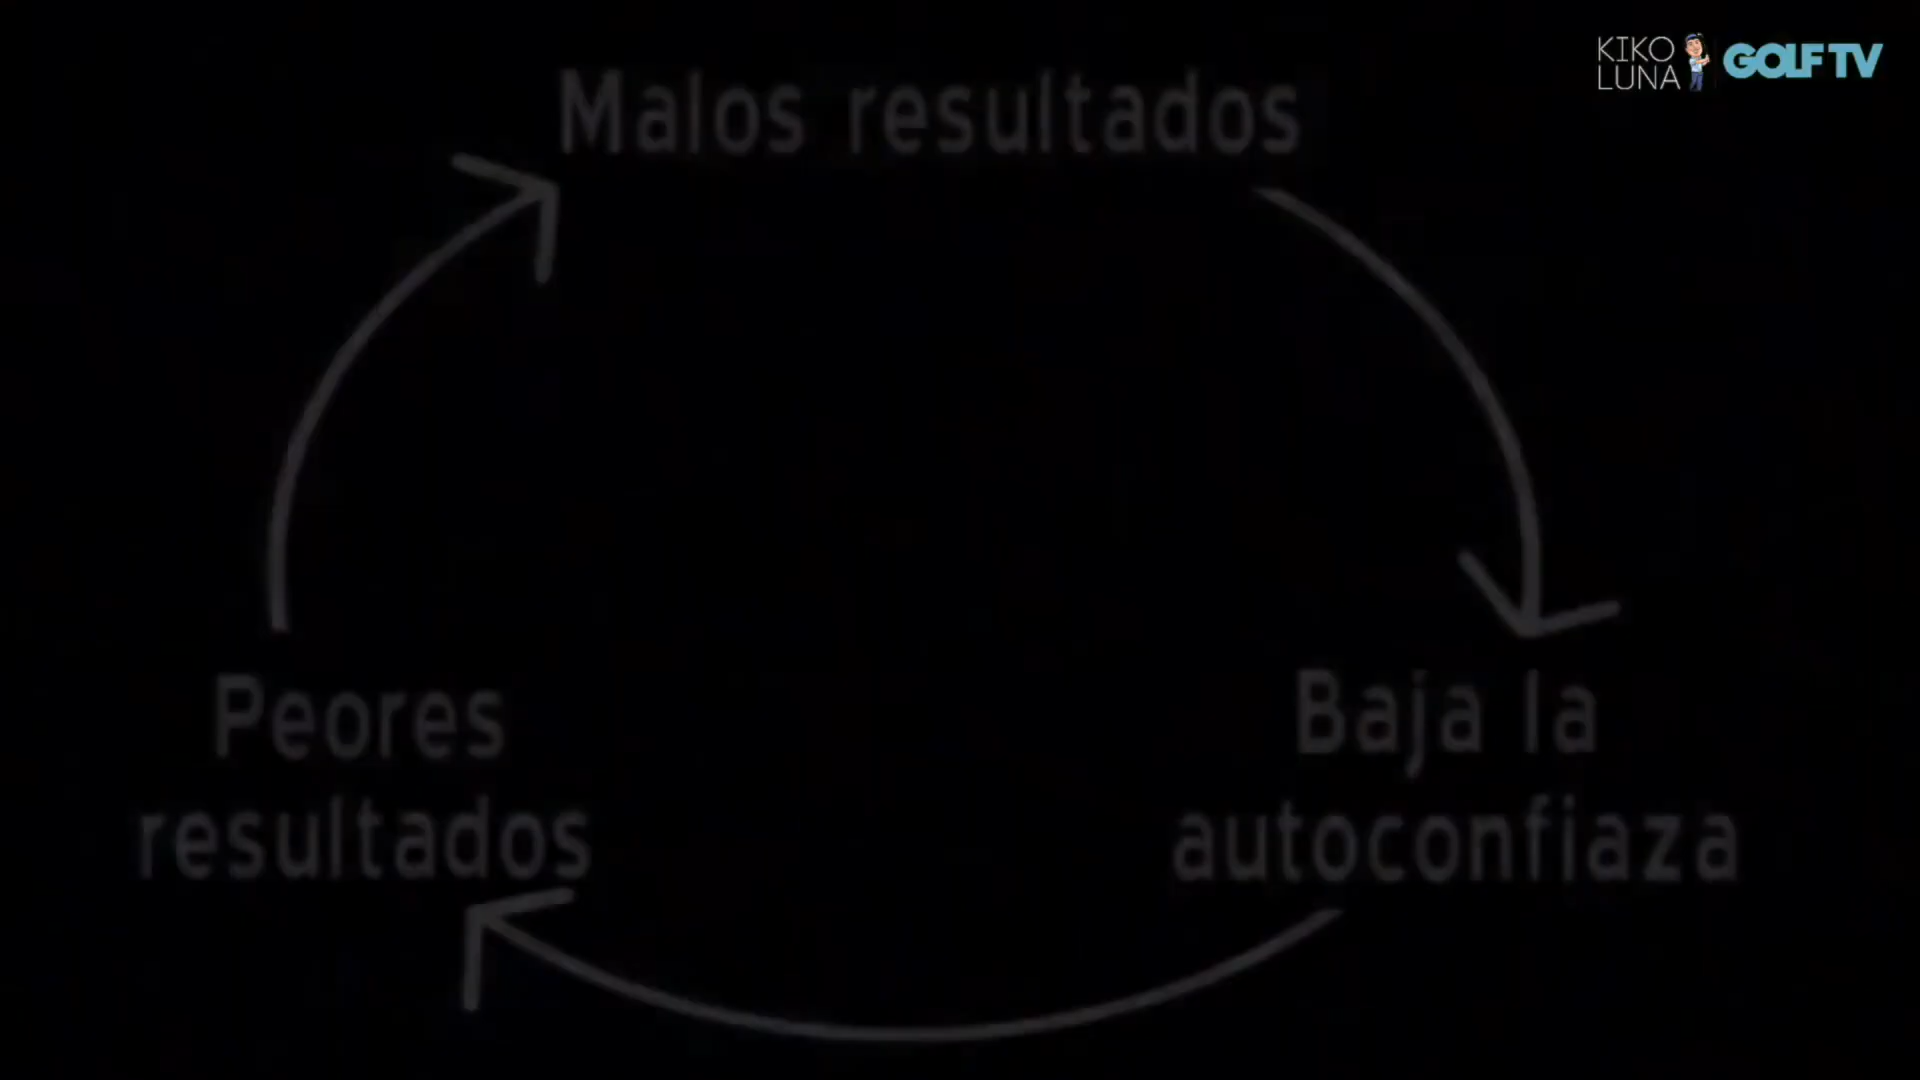 KIKO
LUNA
GOLF TV
Malos resultados
Peores
resultados
Baja la
autoconfiaza